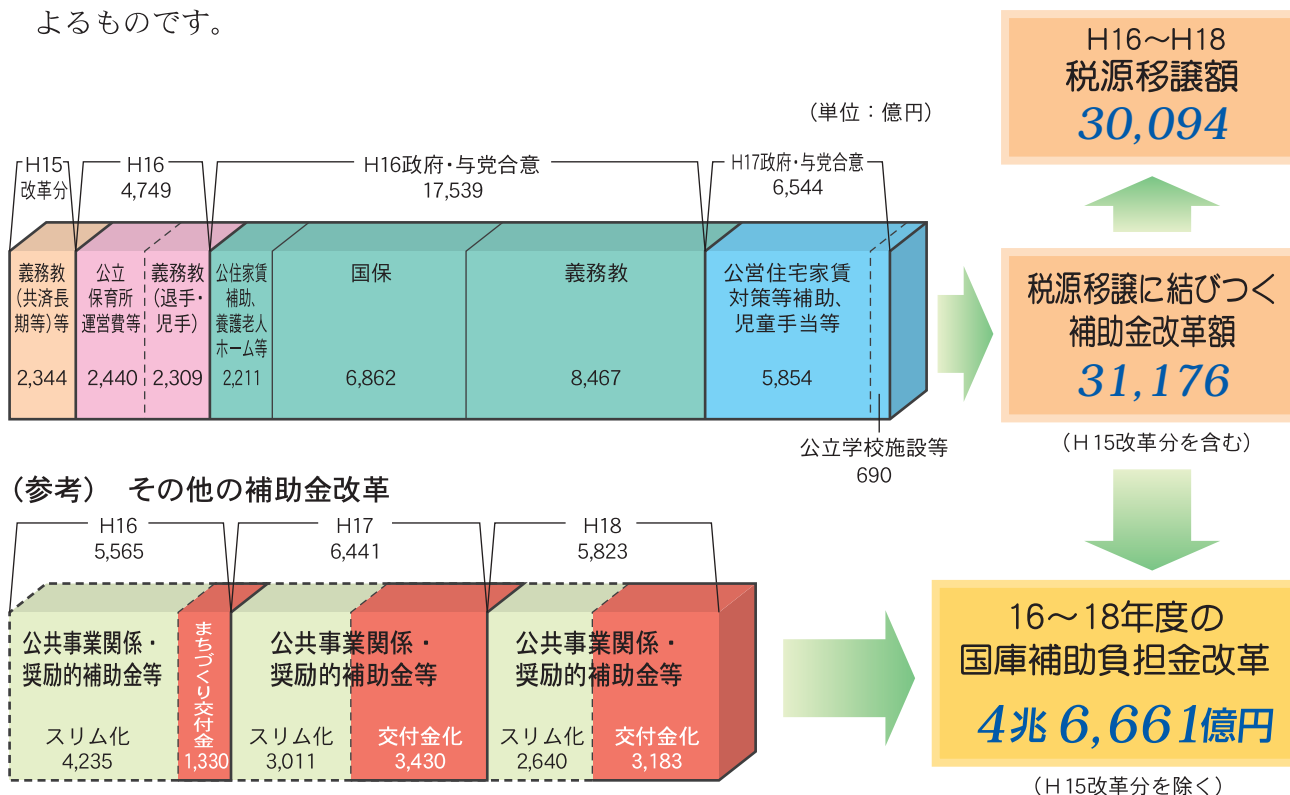 よるものです。
(単位：億円)
H15
改革分
H16
4,749
H16政府・与党合意
17,539
H17政府・与党合意
6,544
義務教
(共済長
期等)等
2,344
公立
保育所
運営費等
2,440
義務教
(退手・
児手)
2,309
公住家賃
補助、
養護老人
ホーム等
2,211
国保
6,862
義務教
8,467
公営住宅家賃
対策等補助、
児童手当等
5,854
公立学校施設等
690
H16～H18
税源移譲額
30,094
税源移譲に結びつく
補助金改革額
31,176
(H15改革分を含む)
(参考)　その他の補助金改革
H16
5,565
H17
6,441
H18
5,823
公共事業関係・
奨励的補助金等
スリム化
4,235
まちづくり交付金
1,330
公共事業関係・
奨励的補助金等
スリム化
3,011
交付金化
3,430
公共事業関係・
奨励的補助金等
スリム化
2,640
交付金化
3,183
16～18年度の
国庫補助負担金改革
4兆6,661億円
(H15改革分を除く)